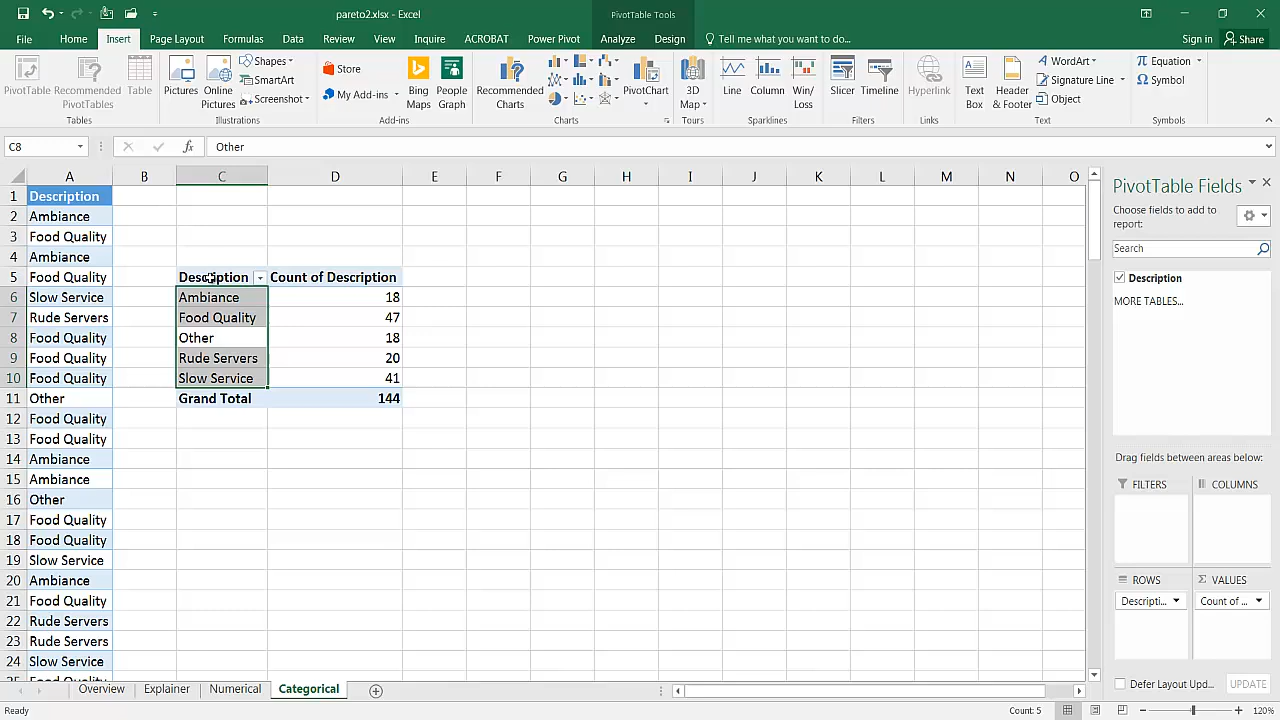 pareto2.xlsx - Excel
PivotTable Tools
File Home Insert Page Layout Formulas Data Review View Inquire ACROBAT Power Pivot Analyze Design Tell me what you want to do... Sign in Share
PivotTable
Recommended PivotTables
Table
Tables
Pictures
Online Pictures
Shapes
SmartArt
Screenshot
Illustrations
Store
My Add-ins
Bing Maps
People Graph
Add-ins
Recommended Charts
PivotChart
Charts
3D Map
Tours
Line
Column
Win/ Loss
Sparklines
Slicer
Timeline
Filters
Hyperlink
Links
Text Box
Header & Footer
WordArt
Signature Line
Object
Text
Equation
Symbol
Symbols
C8 fx Other
A B C D E F G H I J K L M N O
1 Description
2 Ambiance
3 Food Quality
4 Ambiance
5 Food Quality Description Count of Description
6 Slow Service Ambiance 18
7 Rude Servers Food Quality 47
8 Food Quality Other 18
9 Food Quality Rude Servers 20
10 Food Quality Slow Service 41
11 Other Grand Total 144
12 Food Quality
13 Food Quality
14 Ambiance
15 Ambiance
16 Other
17 Food Quality
18 Food Quality
19 Slow Service
20 Ambiance
21 Food Quality
22 Rude Servers
23 Rude Servers
24 Slow Service
Food Quality
PivotTable Fields
Choose fields to add to
report:
Search
Description
MORE TABLES...
Drag fields between areas below:
FILTERS COLUMNS
ROWS Σ VALUES
Descripti... Count of ...
Defer Layout Upd... UPDATE
Overview Explainer Numerical Categorical
Ready Count: 5 120%